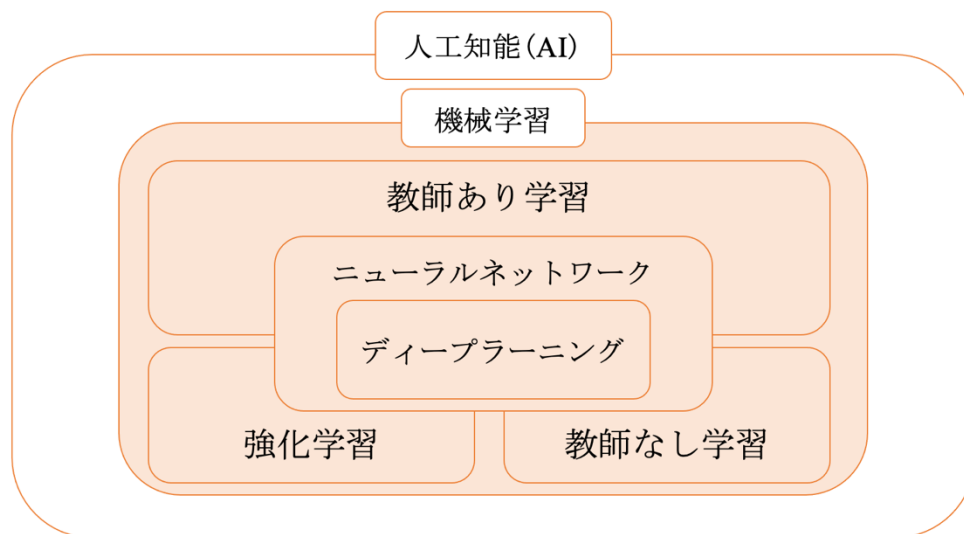 人工知能(AI)
機械学習
教師あり学習
ニューラルネットワーク
ディープラーニング
強化学習
教師なし学習